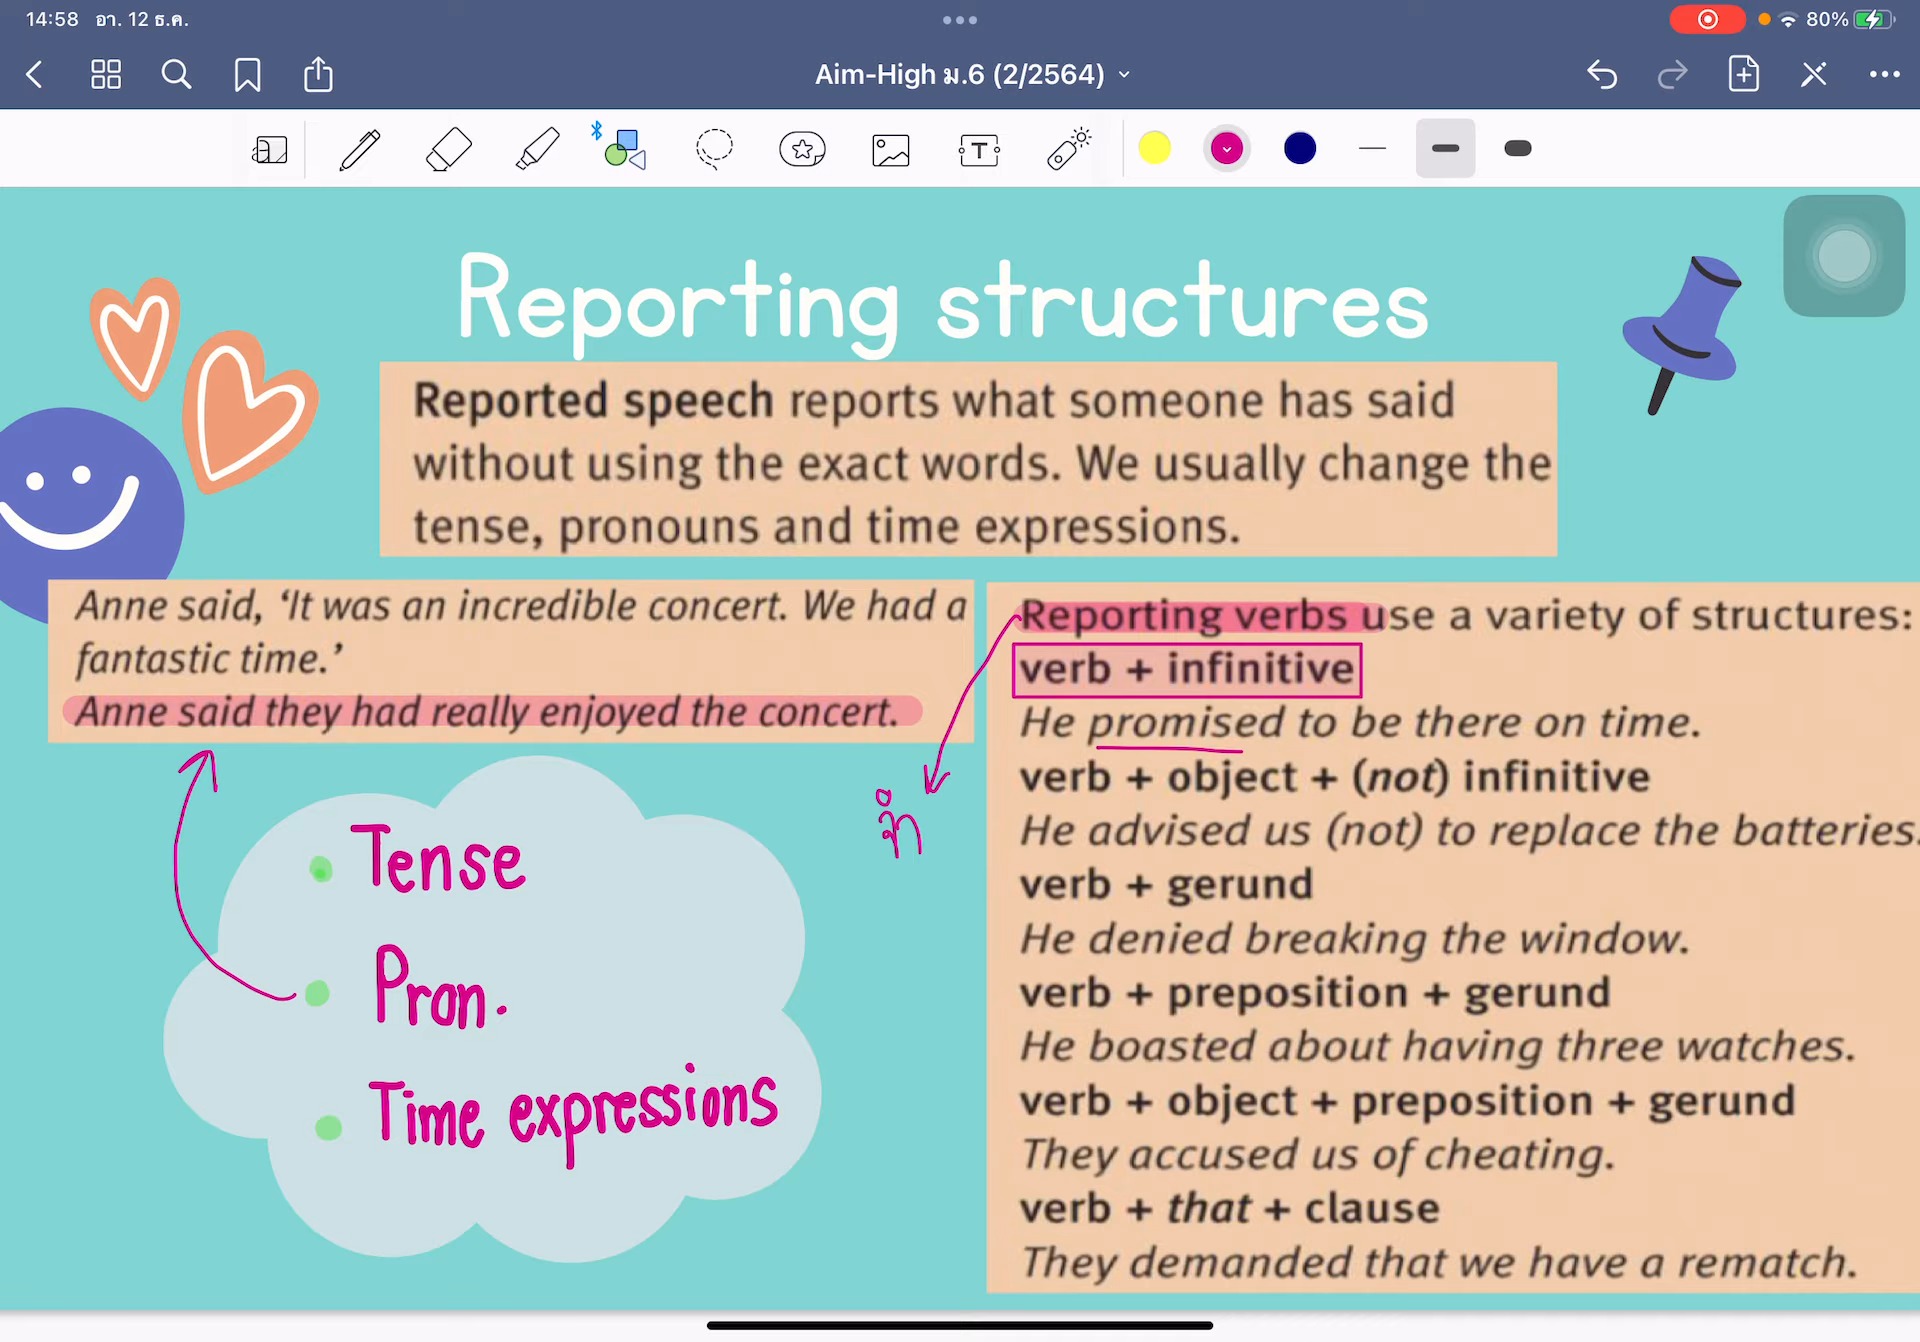 14:58 อา. 12 ธ.ค.
80%
Aim-High ม.6 (2/2564)
Reporting structures
Reported speech reports what someone has said
without using the exact words. We usually change the
tense, pronouns and time expressions.
Anne said, ‘It was an incredible concert. We had a
fantastic time.’
Anne said they had really enjoyed the concert.
Tense
Pron.
Time expressions
Reporting verbs use a variety of structures:
verb + infinitive
He promised to be there on time.
verb + object + (not) infinitive
He advised us (not) to replace the batteries.
verb + gerund
He denied breaking the window.
verb + preposition + gerund
He boasted about having three watches.
verb + object + preposition + gerund
They accused us of cheating.
verb + that + clause
They demanded that we have a rematch.